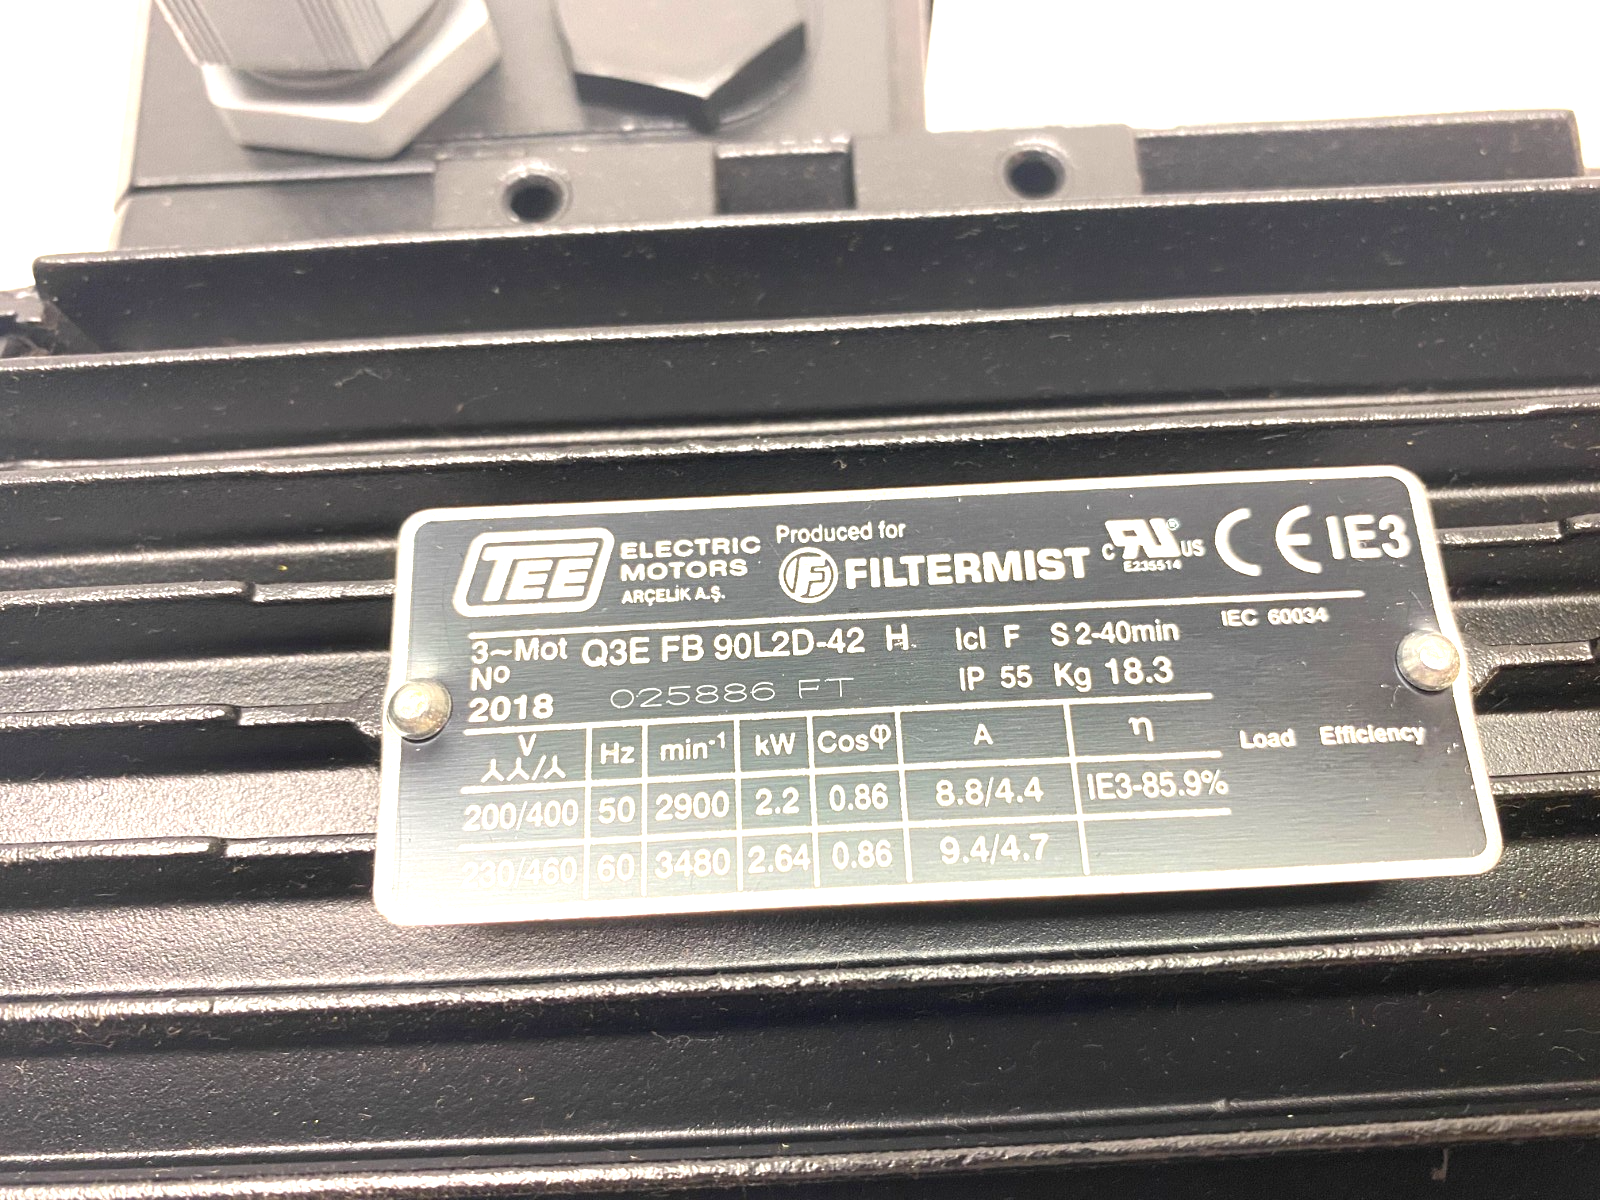 TEE ELECTRIC MOTORS ARÇELİK A.Ş.
Produced for
FILTERMIST
c RU US
E235514
CE IE3
IEC 60034
3~Mot Q3E FB 90L2D-42 H. Icl F S 2-40min
Nº
2018 025886 FT IP 55 Kg 18.3
V Hz min-1 kW Cosφ A η Load Efficiency
⅄⅄/⅄
200/400 50 2900 2.2 0.86 8.8/4.4 IE3-85.9%
230/460 60 3480 2.64 0.86 9.4/4.7